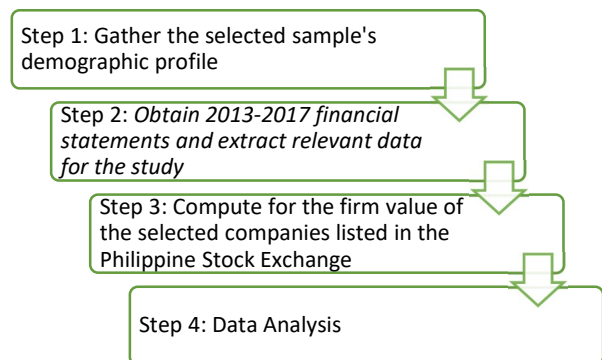 Step 1: Gather the selected sample's
demographic profile
Step 2: Obtain 2013-2017 financial
statements and extract relevant data
for the study
Step 3: Compute for the firm value of
the selected companies listed in the
Philippine Stock Exchange
Step 4: Data Analysis